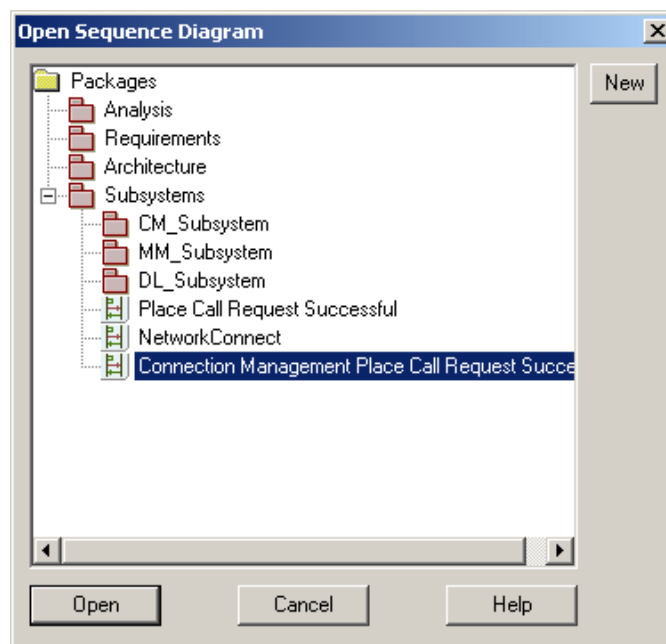 Open Sequence Diagram
Packages
New
Analysis
Requirements
Architecture
Subsystems
CM_Subsystem
MM_Subsystem
DL_Subsystem
Place Call Request Successful
NetworkConnect
Connection Management Place Call Request Succe
Open Cancel Help